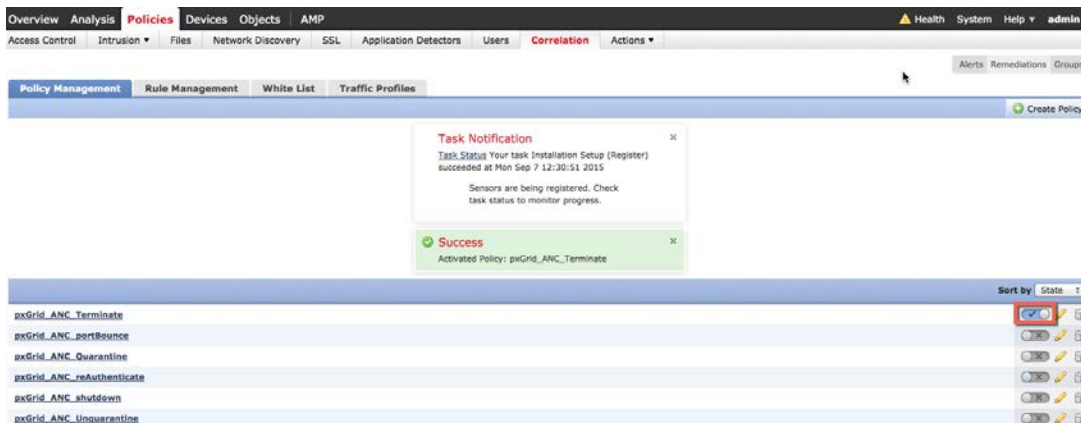 Overview Analysis Policies Devices Objects AMP Health System Help ▾ admin
Access Control Intrusion ▾ Files Network Discovery SSL Application Detectors Users Correlation Actions ▾
Alerts Remediations Groups
Policy Management Rule Management White List Traffic Profiles
Create Policy
Task Notification
Task Status Your task Installation Setup (Register)
succeeded at Mon Sep 7 12:30:51 2015
Sensors are being registered. Check
task status to monitor progress.
Success
Activated Policy: pxGrid_ANC_Terminate
Sort by State
pxGrid_ANC_Terminate
pxGrid_ANC_portBounce
pxGrid_ANC_Quarantine
pxGrid_ANC_reAuthenticate
pxGrid_ANC_shutdown
pxGrid_ANC_Unquarantine